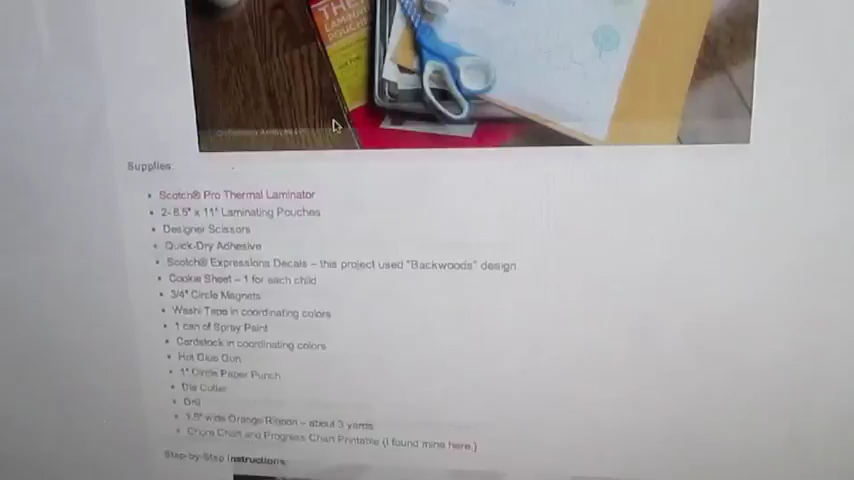 THE
LAMINATING
POUCHES
Supplies:
Scotch® Pro Thermal Laminator
2- 8.5" x 11" Laminating Pouches
Designer Scissors
Quick-Dry Adhesive
Scotch® Expressions Decals – this project used "Backwoods" design
Cookie Sheet – 1 for each child
3/4" Circle Magnets
Washi Tape in coordinating colors
1 can of Spray Paint
Cardstock in coordinating colors
Hot Glue Gun
1" Circle Paper Punch
Die Cutter
Drill
1.5" wide Orange Ribbon – about 3 yards
Chore Chart and Progress Chart Printable (I found mine here.)
Step-by-Step Instructions: